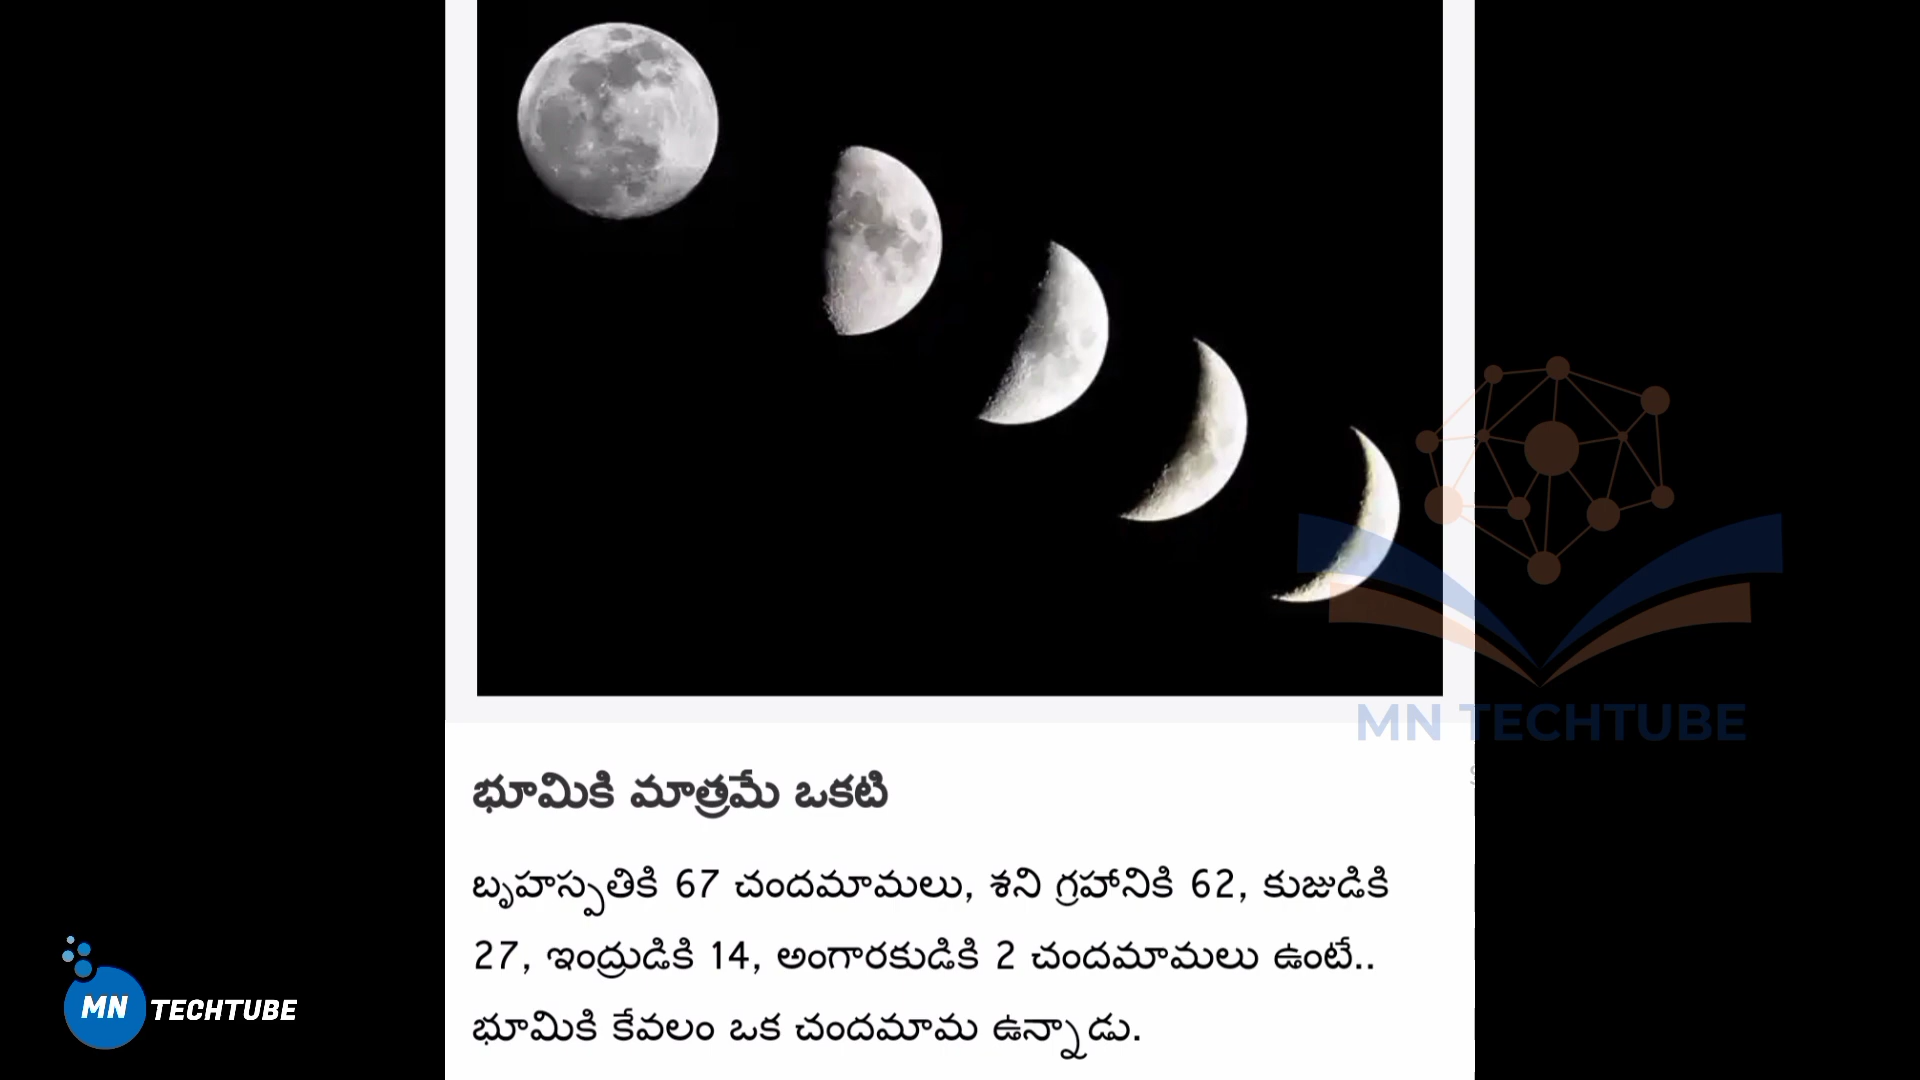 MN TECHTUBE
భూమికి మాత్రమే ఒకటి
బృహస్పతికి 67 చందమామలు, శని గ్రహానికి 62, కుజుడికి
27, ఇంద్రుడికి 14, అంగారకుడికి 2 చందమామలు ఉంటే..
భూమికి కేవలం ఒక చందమామ ఉన్నాడు.
MN TECHTUBE